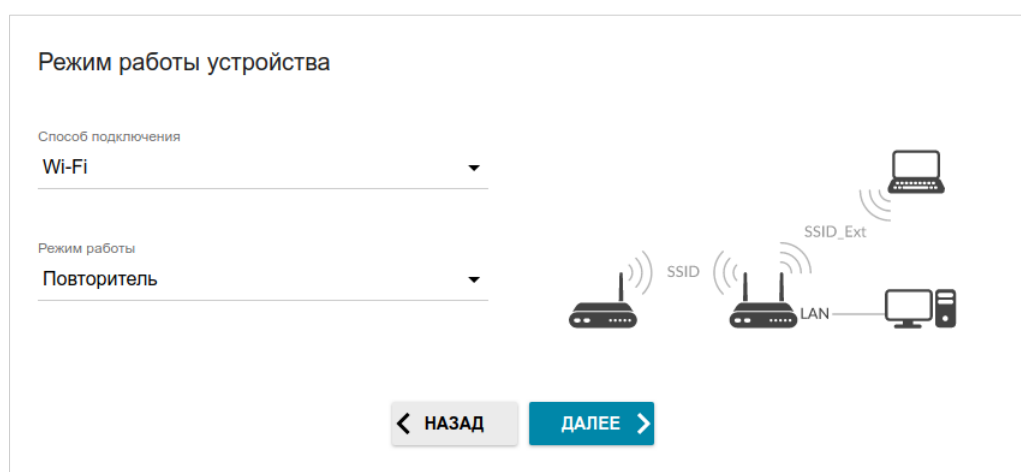 Режим работы устройства
Способ подключения
Wi-Fi
Режим работы
Повторитель
SSID
SSID_Ext
LAN
НАЗАД
ДАЛЕЕ